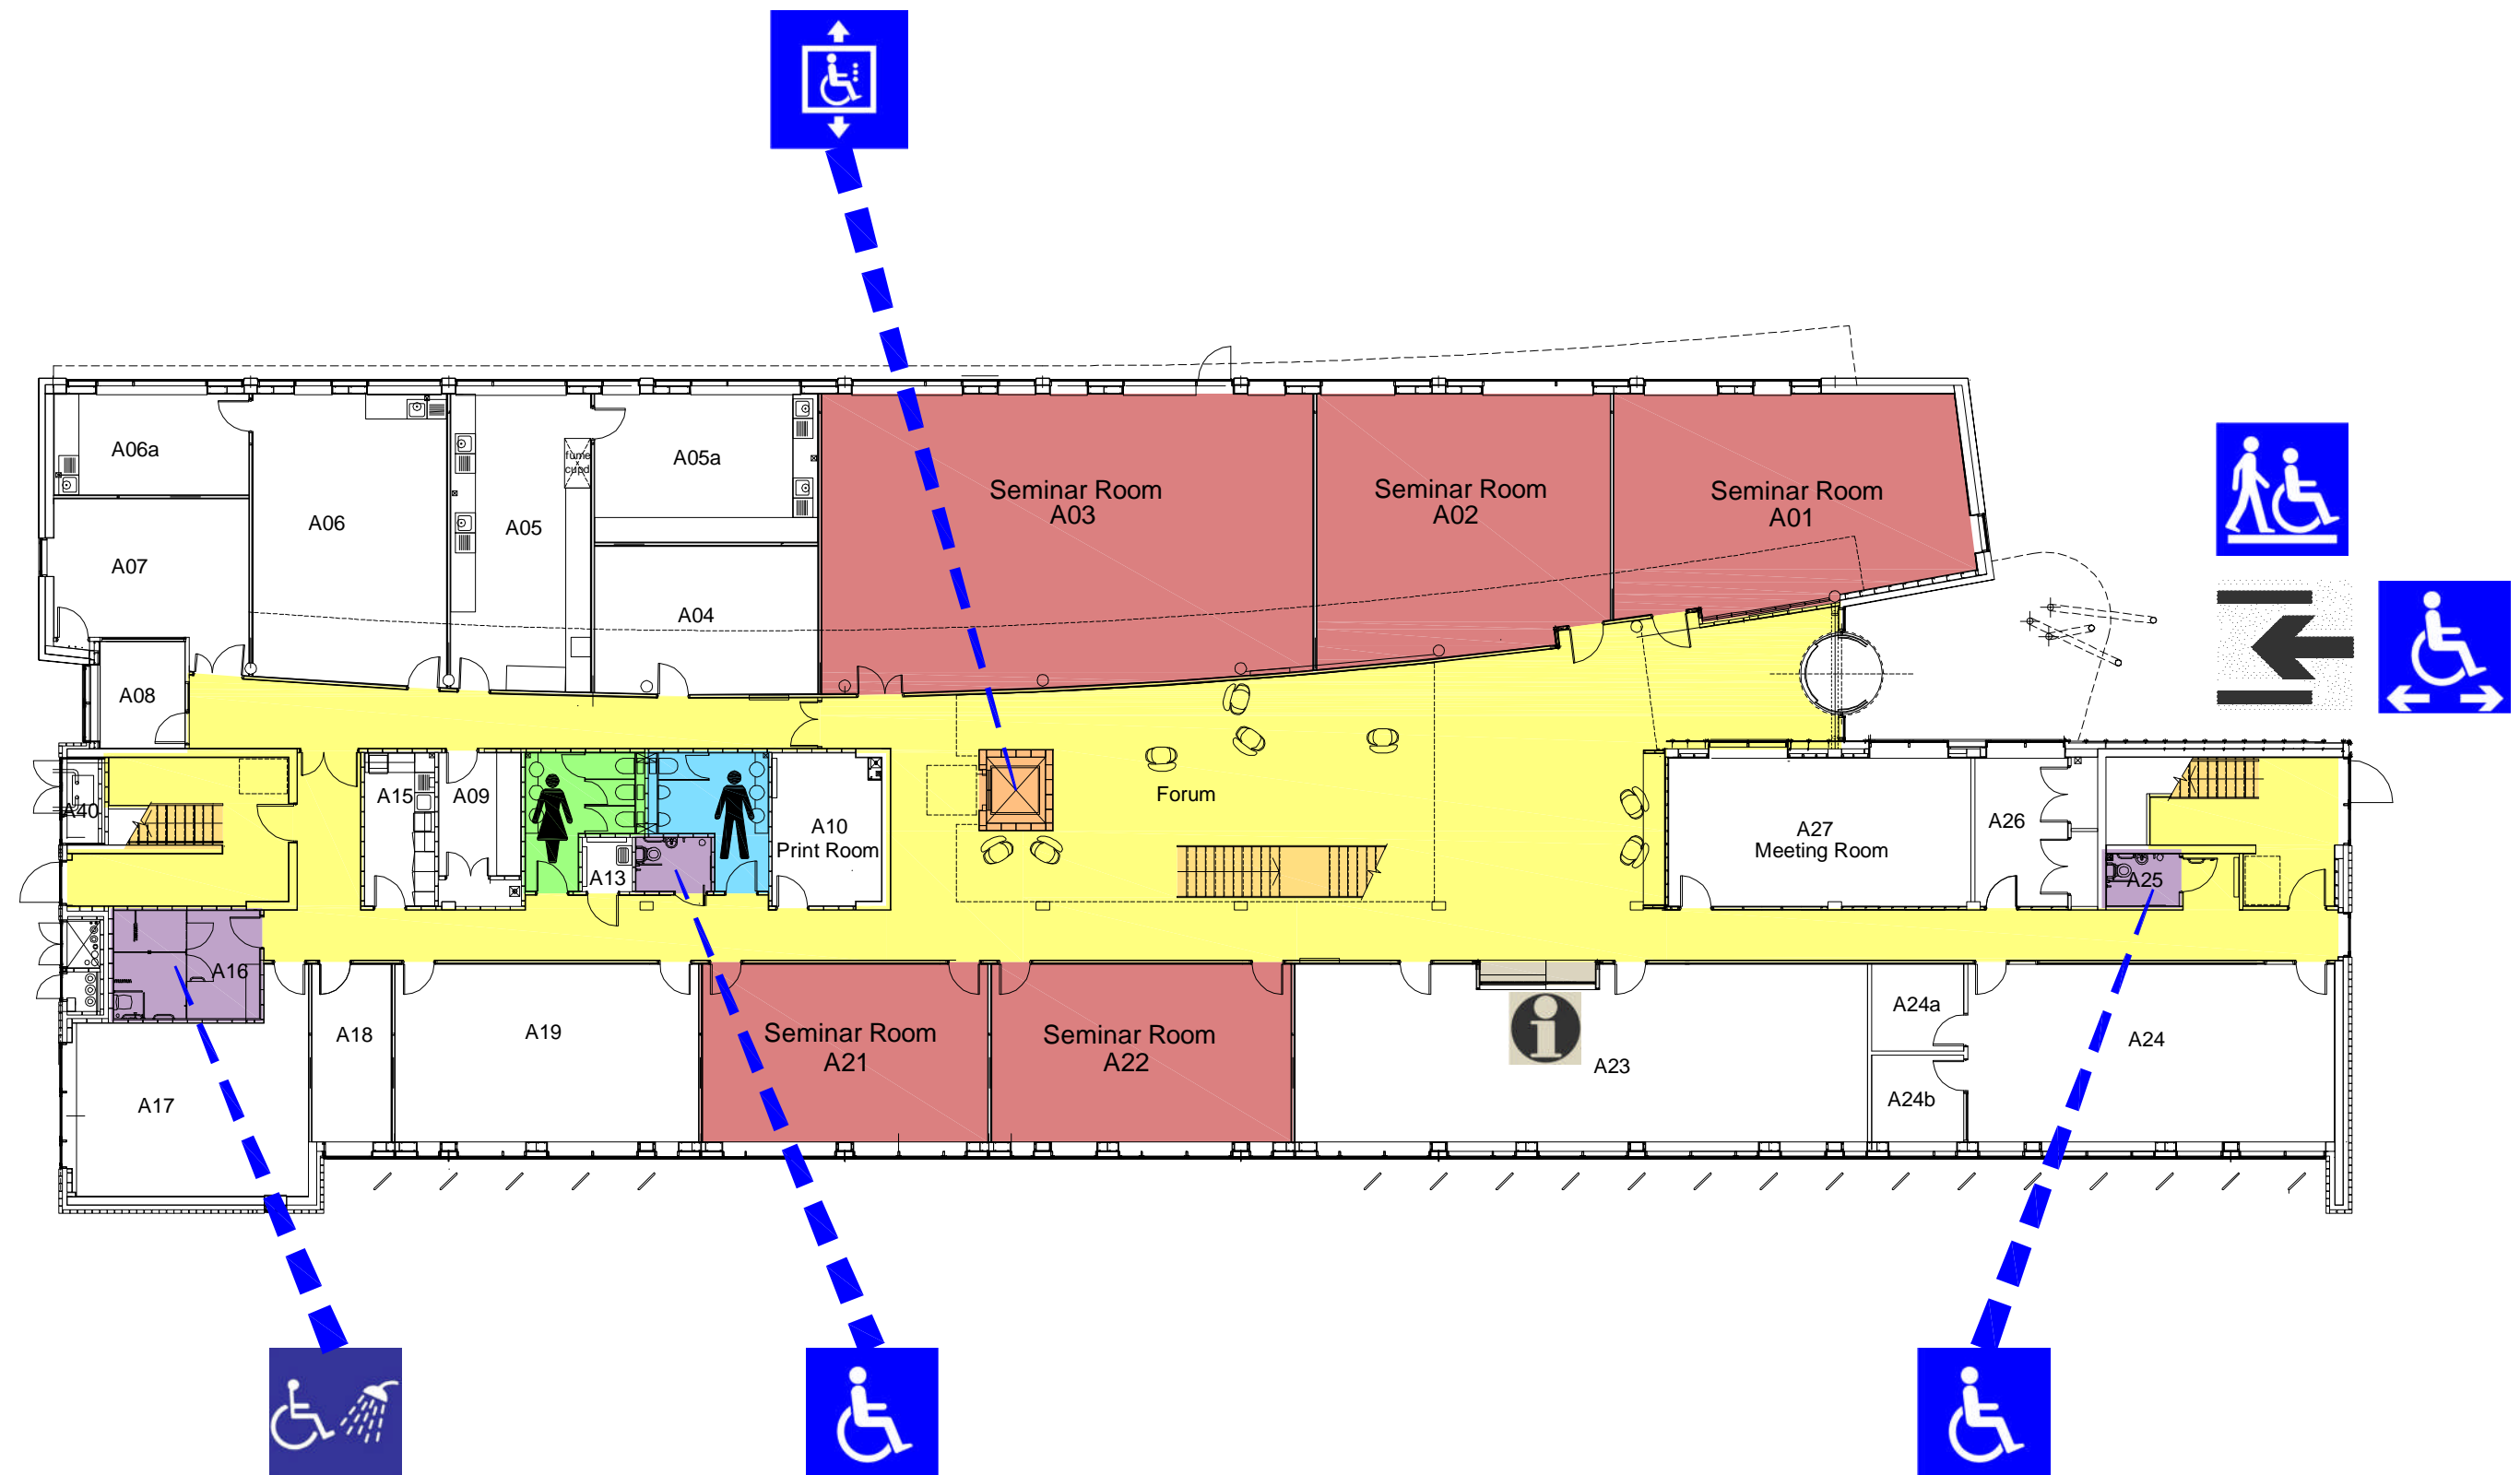 A06a
A05a
fume
cupd
Seminar Room
A03
Seminar Room
A02
Seminar Room
A01
A06
A05
A07
A04
A08
A40
A15
A09
A10
Print Room
A13
Forum
A27
Meeting Room
A26
A25
A16
A17
A18
A19
Seminar Room
A21
Seminar Room
A22
A23
A24a
A24b
A24